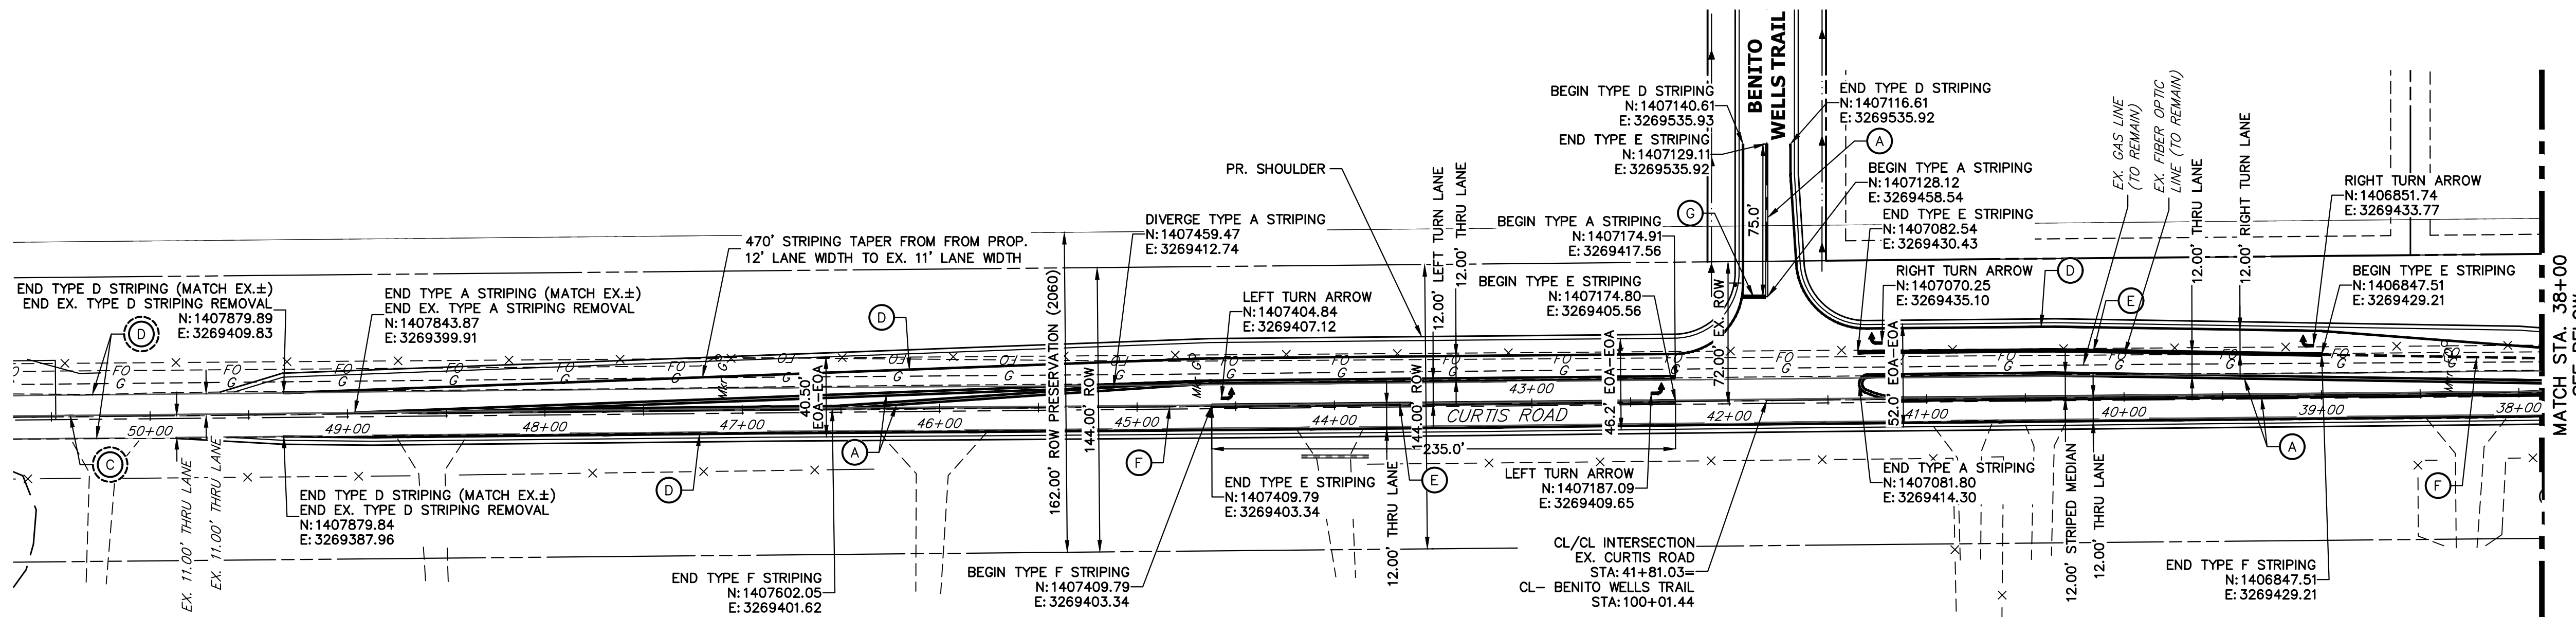 BENITO
WELLS TRAIL
BEGIN TYPE D STRIPING
N: 1407140.61
E: 3269535.93
END TYPE E STRIPING
N: 1407129.11
E: 3269535.92
END TYPE D STRIPING
N: 1407116.61
E: 3269535.92
A
BEGIN TYPE A STRIPING
N: 1407128.12
E: 3269458.54
G
75.0'
END TYPE E STRIPING
N: 1407082.54
E: 3269430.43
RIGHT TURN ARROW
N: 1407070.25
E: 3269435.10
D
E
EX. GAS LINE
(TO REMAIN)
EX. FIBER OPTIC
LINE (TO REMAIN)
12.00' THRU LANE
12.00' RIGHT TURN LANE
RIGHT TURN ARROW
N: 1406851.74
E: 3269433.77
BEGIN TYPE E STRIPING
N: 1406847.51
E: 3269429.21
MATCH STA. 38+00
PR. SHOULDER
12.00' LEFT TURN LANE
12.00' THRU LANE
BEGIN TYPE A STRIPING
N: 1407174.91
E: 3269417.56
BEGIN TYPE E STRIPING
N: 1407174.80
E: 3269405.56
72.00' EX. ROW
DIVERGE TYPE A STRIPING
N: 1407459.47
E: 3269412.74
470' STRIPING TAPER FROM FROM PROP.
12' LANE WIDTH TO EX. 11' LANE WIDTH
LEFT TURN ARROW
N: 1407404.84
E: 3269407.12
D
END TYPE D STRIPING (MATCH EX.±)
END EX. TYPE D STRIPING REMOVAL
N: 1407879.89
E: 3269409.83
D
END TYPE A STRIPING (MATCH EX.±)
END EX. TYPE A STRIPING REMOVAL
N: 1407843.87
E: 3269399.91
FO FO FO FO FO FO FO FO FO FO FO FO FO
G G G G G G G G G G G G G
40.50'
EOA-EOA
162.00' ROW PRESERVATION (2060)
144.00' ROW
144.00' ROW
46.2' EOA-EOA
52.0' EOA-EOA
50+00 49+00 48+00 47+00 46+00 45+00 44+00 43+00 42+00 41+00 40+00 39+00 38+00
CURTIS ROAD
235.0'
C
EX. 11.00' THRU LANE
EX. 11.00' THRU LANE
END TYPE D STRIPING (MATCH EX.±)
END EX. TYPE D STRIPING REMOVAL
N: 1407879.84
E: 3269387.96
D
A
F
END TYPE F STRIPING
N: 1407602.05
E: 3269401.62
BEGIN TYPE F STRIPING
N: 1407409.79
E: 3269403.34
END TYPE E STRIPING
N: 1407409.79
E: 3269403.34
12.00' THRU LANE
E
LEFT TURN ARROW
N: 1407187.09
E: 3269409.65
CL/CL INTERSECTION
EX. CURTIS ROAD
STA: 41+81.03=
CL- BENITO WELLS TRAIL
STA: 100+01.44
END TYPE A STRIPING
N: 1407081.80
E: 3269414.30
12.00' STRIPED MEDIAN
12.00' THRU LANE
A
F
END TYPE F STRIPING
N: 1406847.51
E: 3269429.21